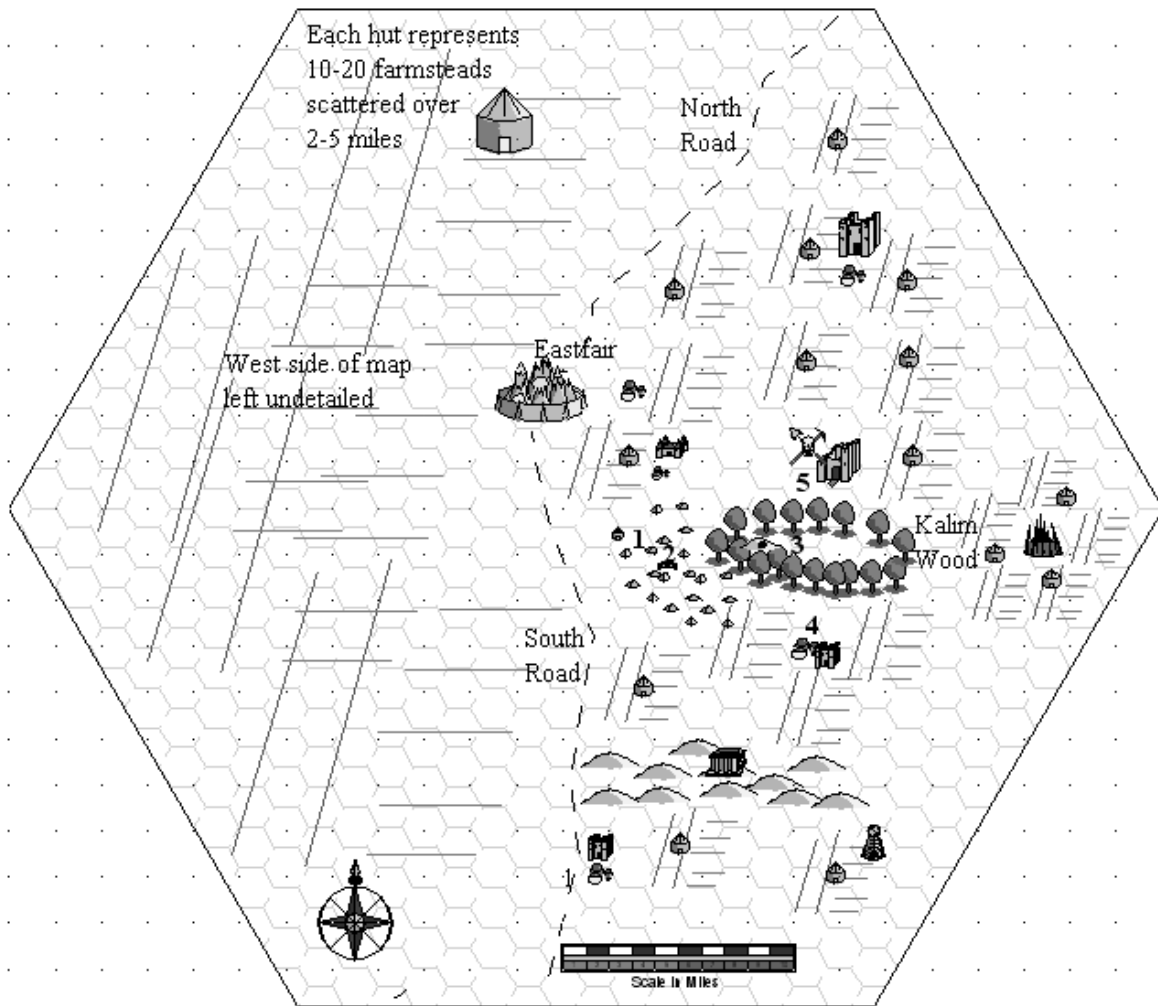 Each hut represents
10-20 farmsteads
scattered over
2-5 miles
North
Road
Eastfair
West side of map
left undetailed
5
1
2
3
Kalim
Wood
4
South
Road
1
Scale in Miles